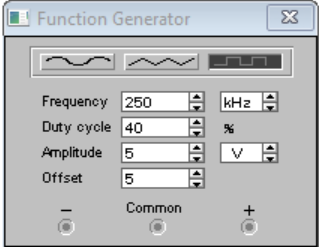 Function Generator
Frequency 250 kHz
Duty cycle 40 %
Amplitude 5 V
Offset 5
− Common +